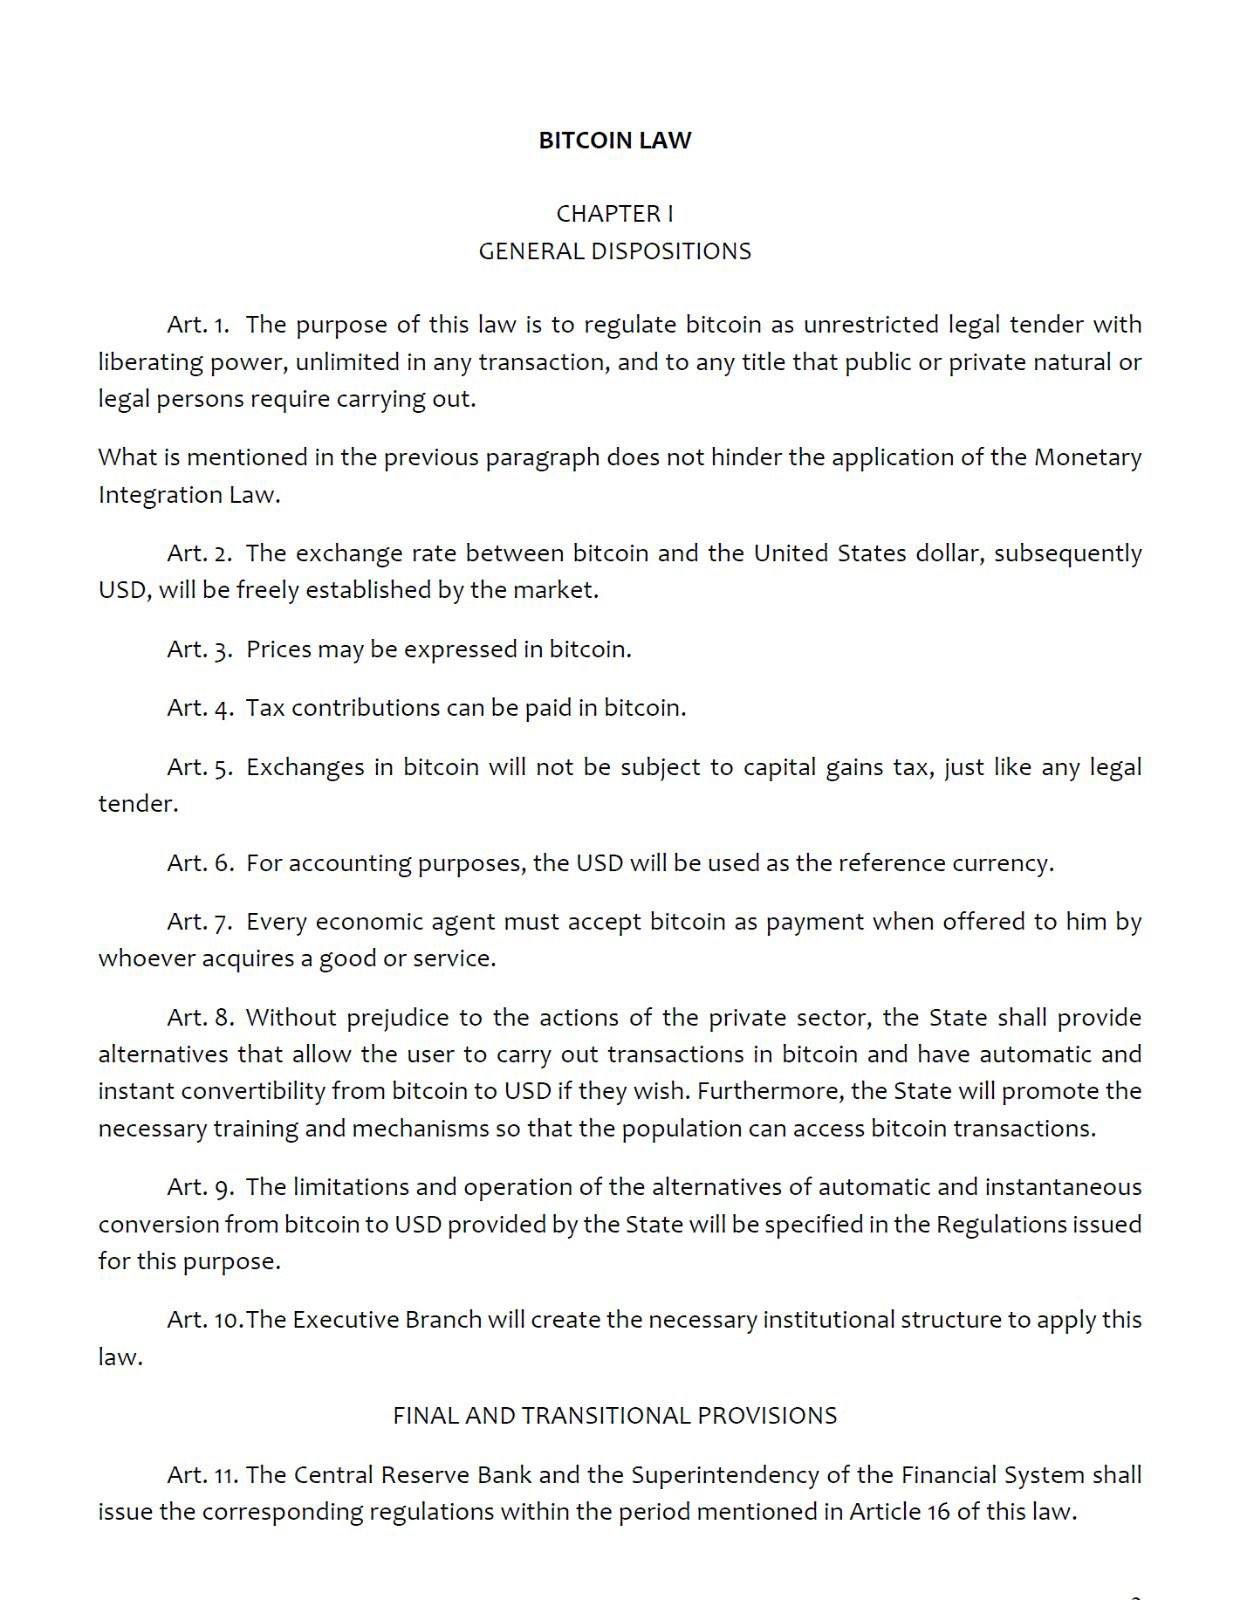 BITCOIN LAW
CHAPTER I
GENERAL DISPOSITIONS
Art. 1. The purpose of this law is to regulate bitcoin as unrestricted legal tender with
liberating power, unlimited in any transaction, and to any title that public or private natural or
legal persons require carrying out.
What is mentioned in the previous paragraph does not hinder the application of the Monetary
Integration Law.
Art. 2. The exchange rate between bitcoin and the United States dollar, subsequently
USD, will be freely established by the market.
Art. 3. Prices may be expressed in bitcoin.
Art. 4. Tax contributions can be paid in bitcoin.
Art. 5. Exchanges in bitcoin will not be subject to capital gains tax, just like any legal
tender.
Art. 6. For accounting purposes, the USD will be used as the reference currency.
Art. 7. Every economic agent must accept bitcoin as payment when offered to him by
whoever acquires a good or service.
Art. 8. Without prejudice to the actions of the private sector, the State shall provide
alternatives that allow the user to carry out transactions in bitcoin and have automatic and
instant convertibility from bitcoin to USD if they wish. Furthermore, the State will promote the
necessary training and mechanisms so that the population can access bitcoin transactions.
Art. 9. The limitations and operation of the alternatives of automatic and instantaneous
conversion from bitcoin to USD provided by the State will be specified in the Regulations issued
for this purpose.
Art. 10.The Executive Branch will create the necessary institutional structure to apply this
law.
FINAL AND TRANSITIONAL PROVISIONS
Art. 11. The Central Reserve Bank and the Superintendency of the Financial System shall
issue the corresponding regulations within the period mentioned in Article 16 of this law.